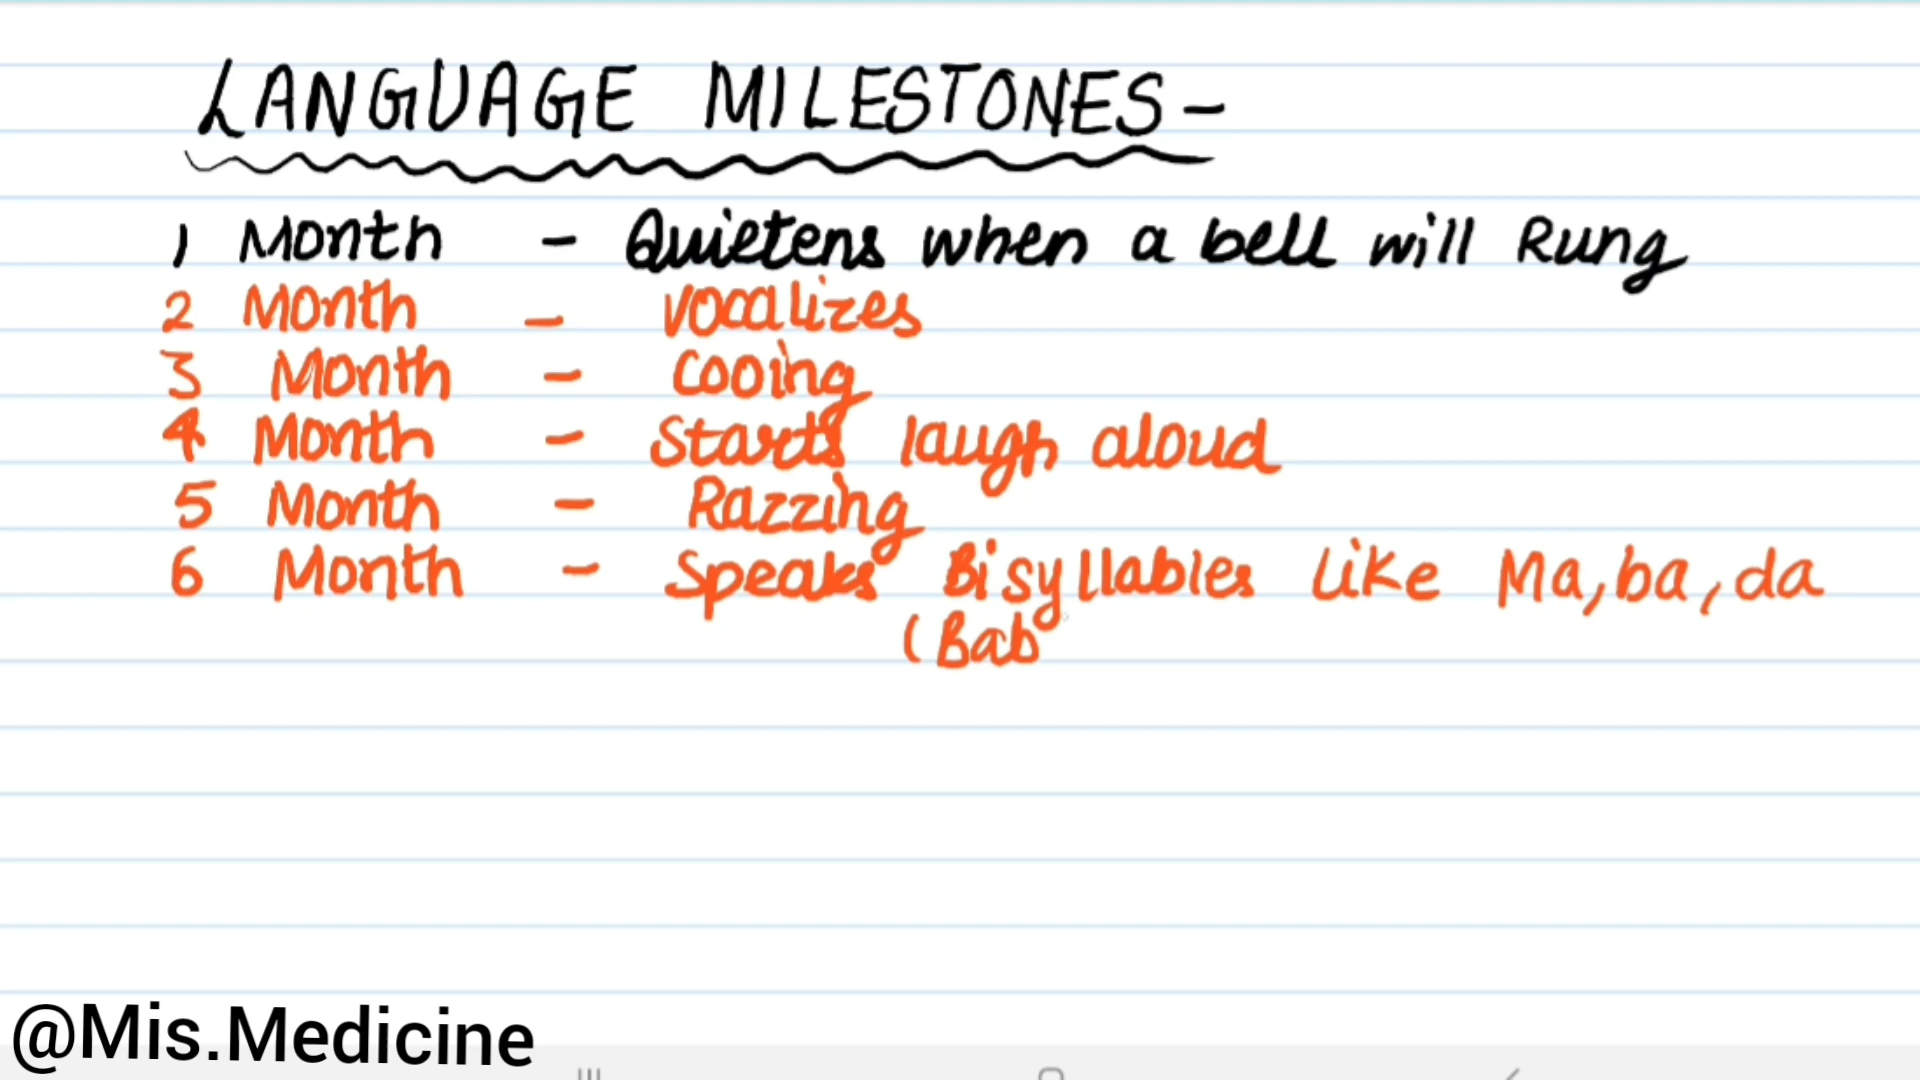 LANGUAGE MILESTONES-
1 Month - Quietens when a bell will Rung
2 Month - Vocalizes
3 Month - Cooing
4 Month - Starts laugh aloud
5 Month - Razzing
6 Month - Speaks Bisyllables like Ma, ba, da
(Bab
@Mis.Medicine